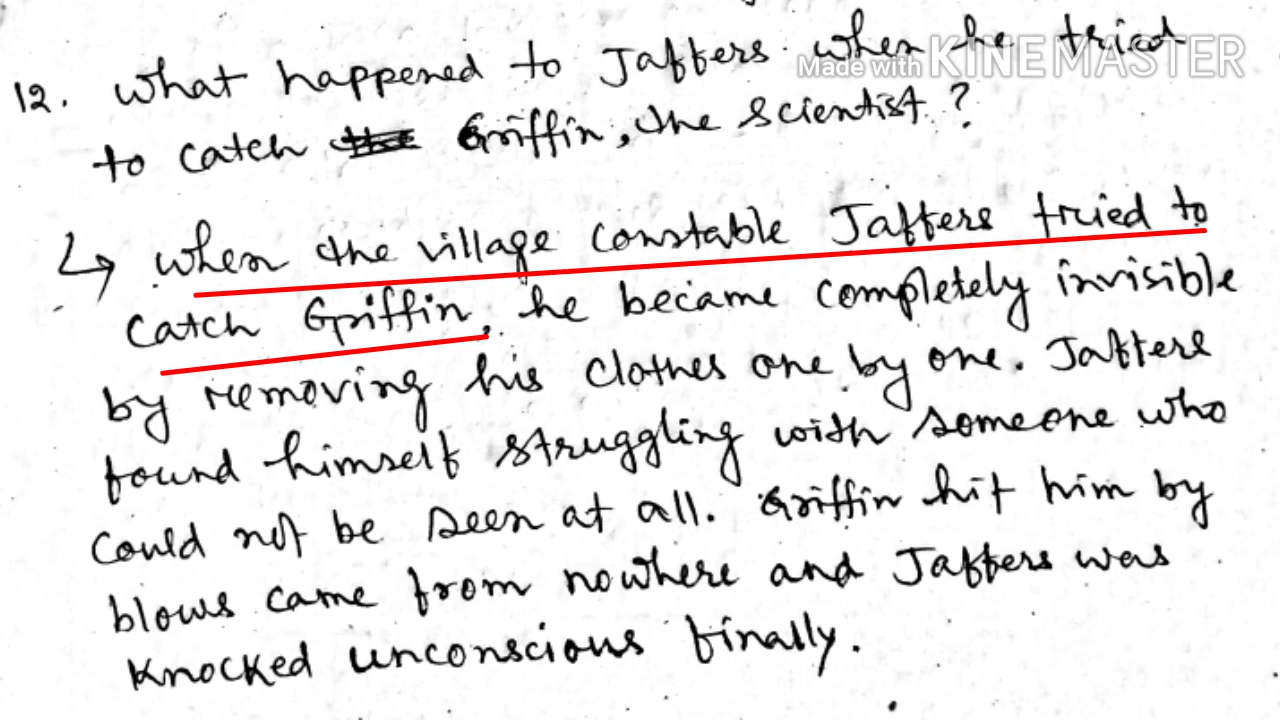 12. What happened to Jaffers when he tried
Made with KINEMASTER
to catch the Griffin, the scientist?
↳ When the village constable Jaffers tried to
catch Griffin, he became completely invisible
by removing his clothes one by one. Jaffers
found himself struggling with someone who
could not be seen at all. Griffin hit him by
blows came from nowhere and Jaffers was
knocked unconscious finally.